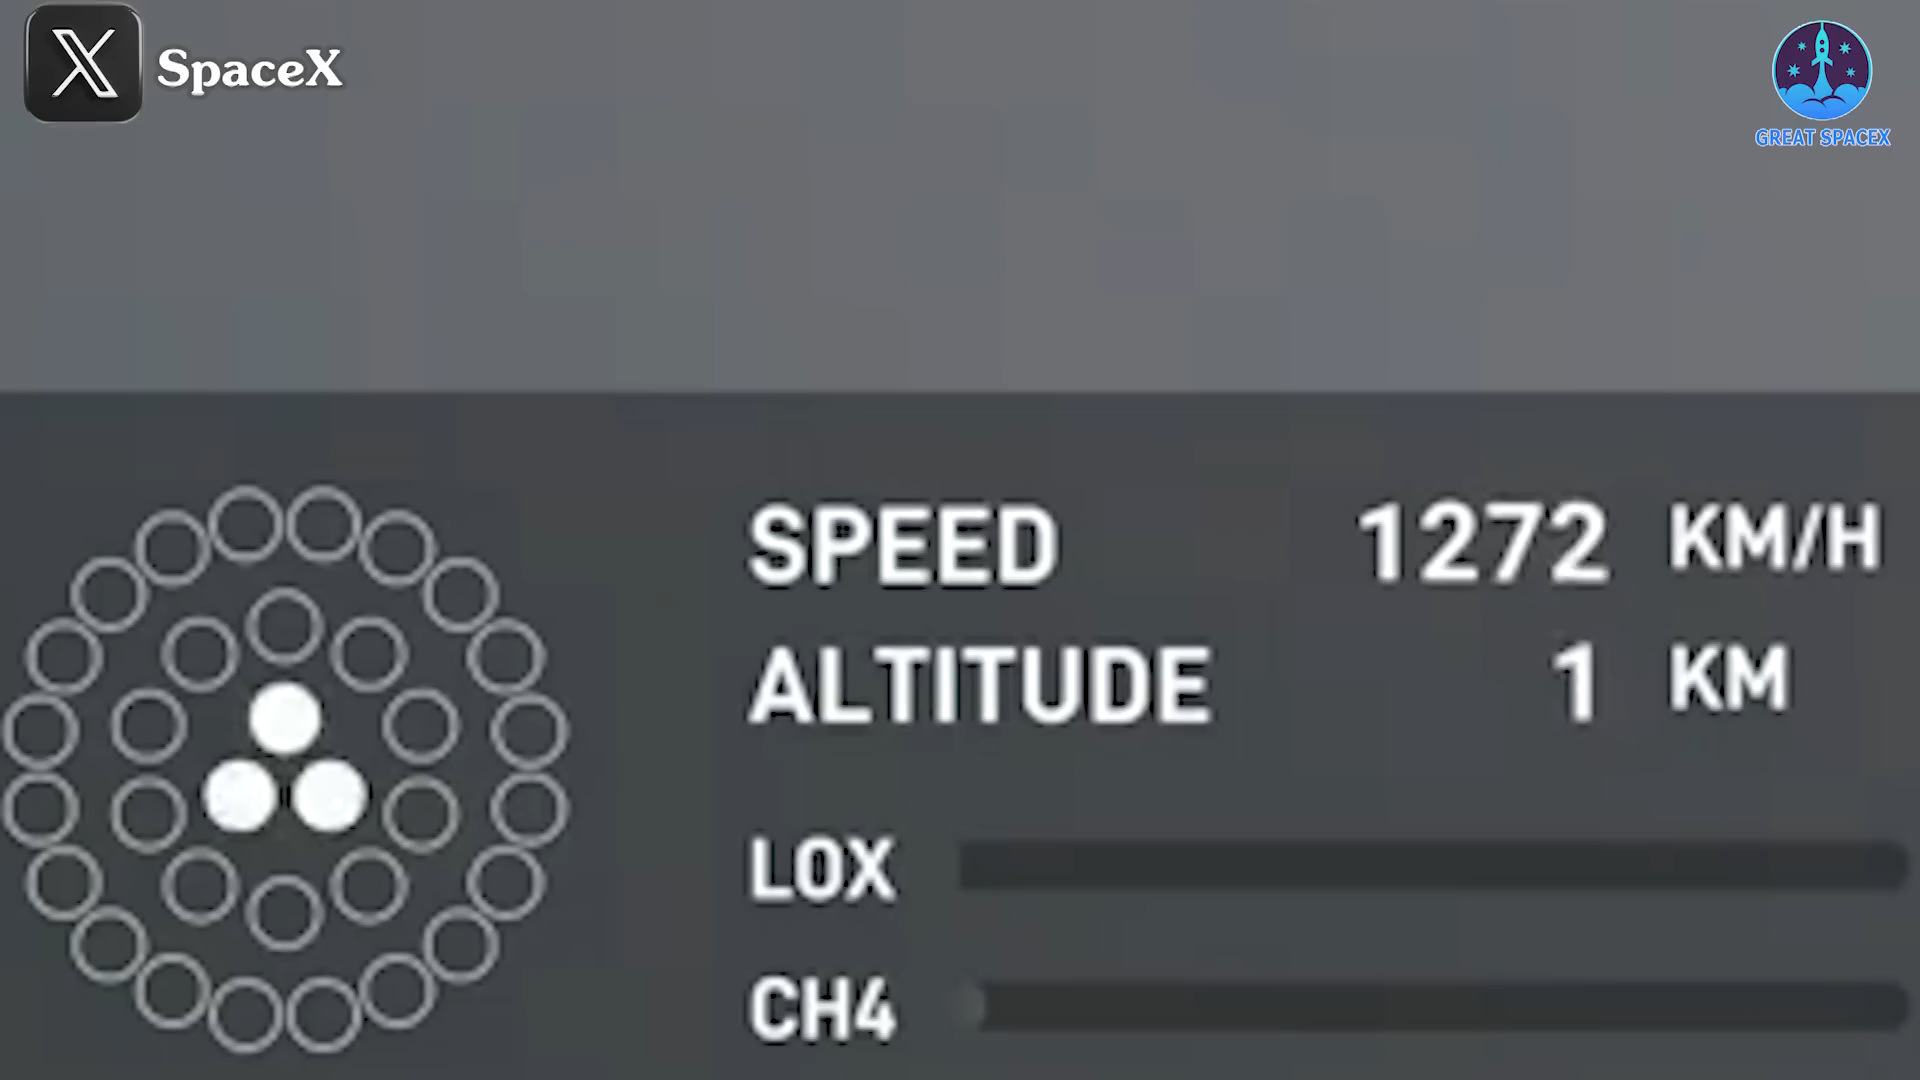 X SpaceX
GREAT SPACEX
SPEED 1272 KM/H
ALTITUDE 1 KM
LOX
CH4